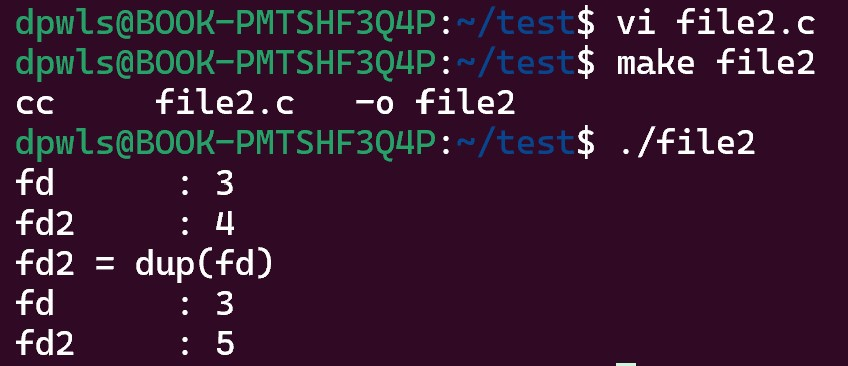 dpwls@BOOK-PMTSHF3Q4P:~/test$ vi file2.c
dpwls@BOOK-PMTSHF3Q4P:~/test$ make file2
cc     file2.c   -o file2
dpwls@BOOK-PMTSHF3Q4P:~/test$ ./file2
fd      : 3
fd2     : 4
fd2 = dup(fd)
fd      : 3
fd2     : 5